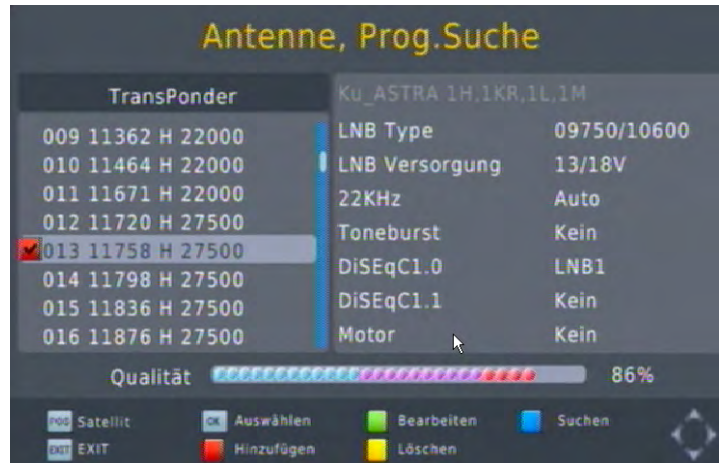 Antenne, Prog.Suche
TransPonder
009 11362 H 22000
010 11464 H 22000
011 11671 H 22000
012 11720 H 27500
013 11758 H 27500
014 11798 H 27500
015 11836 H 27500
016 11876 H 27500
Ku_ASTRA 1H,1KR,1L,1M
LNB Type 09750/10600
LNB Versorgung 13/18V
22KHz Auto
Toneburst Kein
DiSEqC1.0 LNB1
DiSEqC1.1 Kein
Motor Kein
Qualität 86%
POS Satellit OK Auswählen Bearbeiten Suchen
EXIT EXIT Hinzufügen Löschen